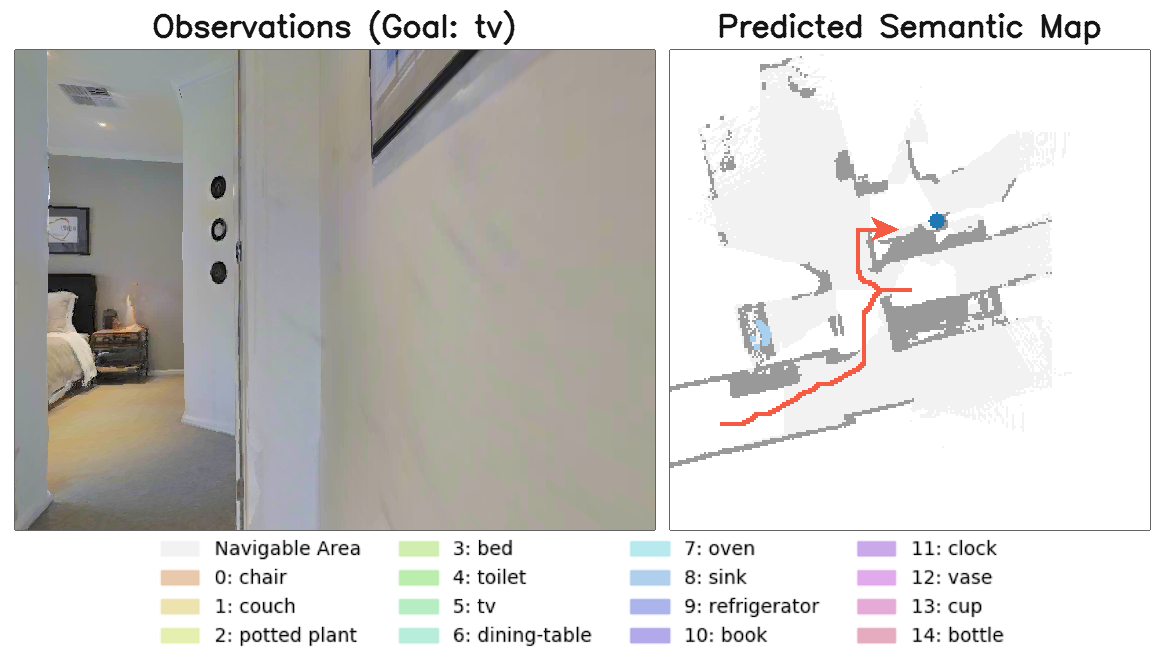 Observations (Goal: tv)
Predicted Semantic Map
Navigable Area
0: chair
1: couch
2: potted plant
3: bed
4: toilet
5: tv
6: dining-table
7: oven
8: sink
9: refrigerator
10: book
11: clock
12: vase
13: cup
14: bottle